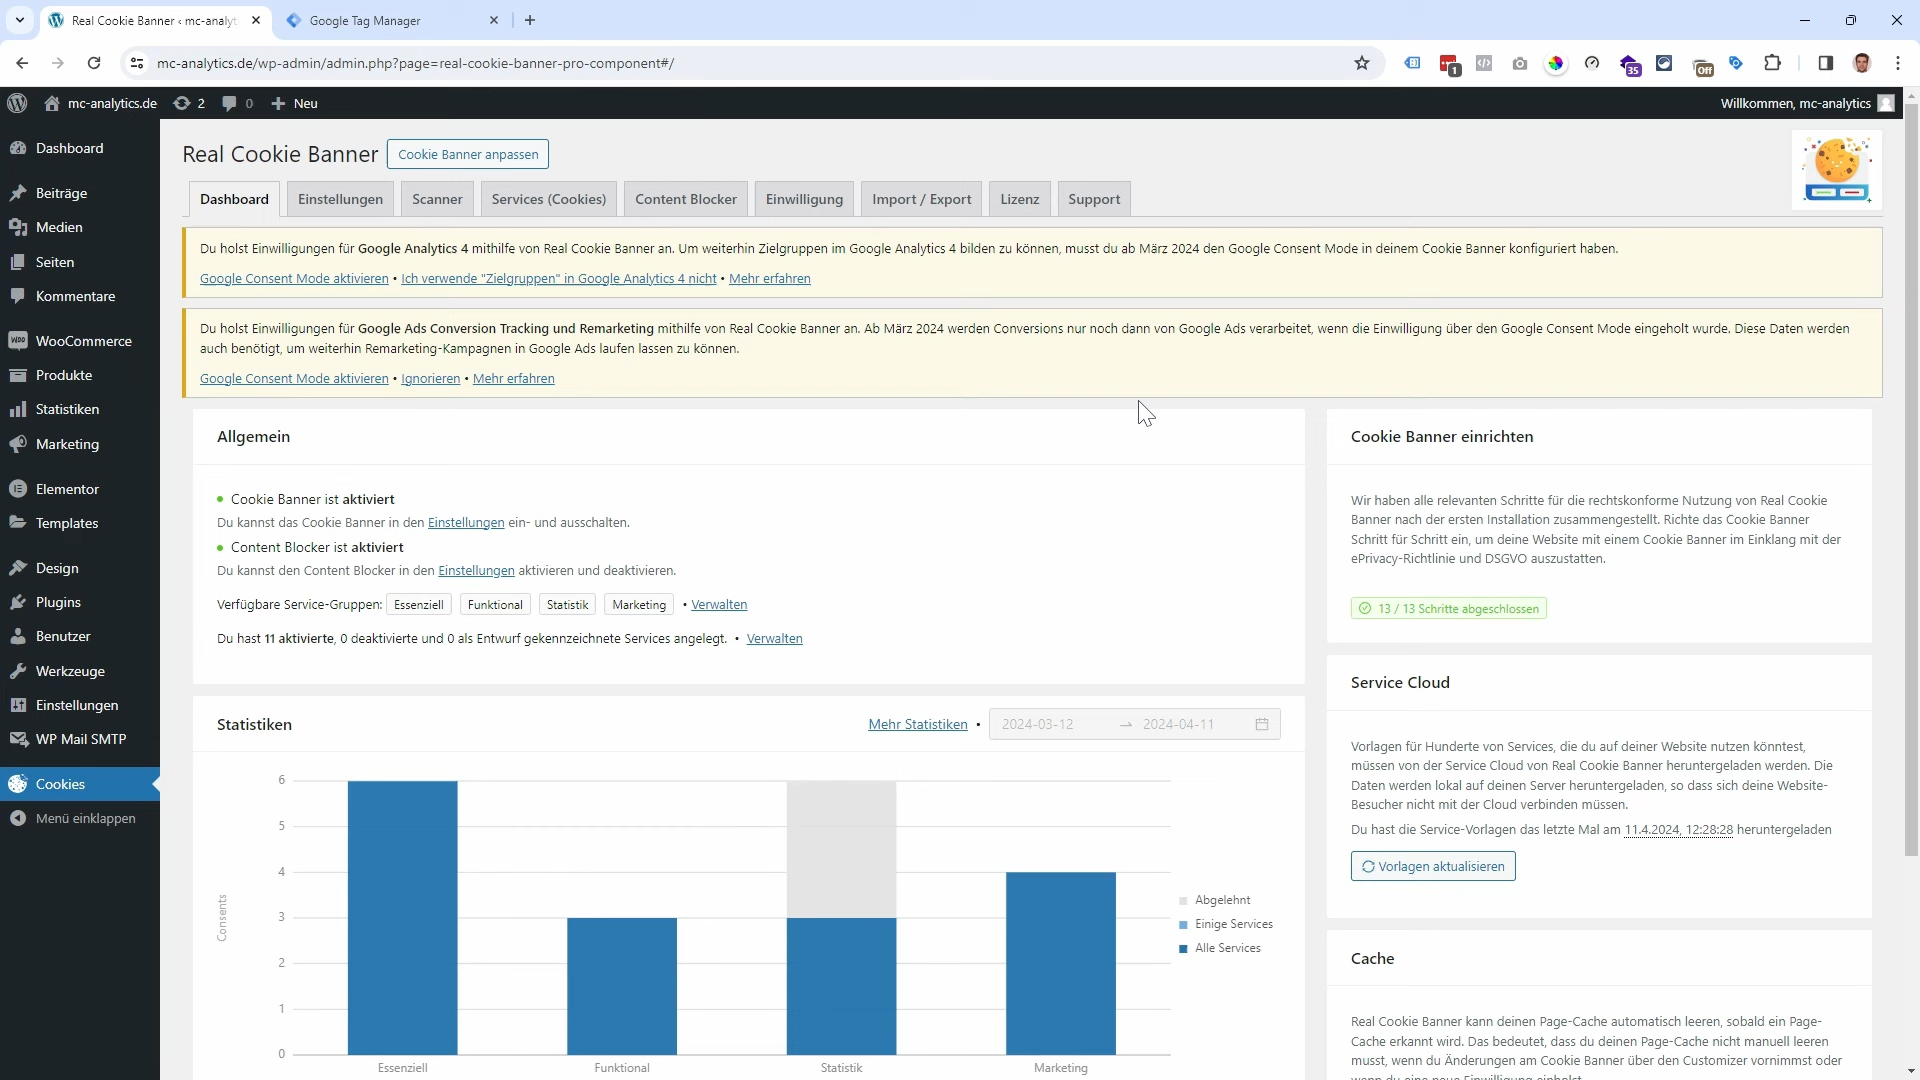 Real Cookie Banner ‹ mc-analyt
Google Tag Manager
mc-analytics.de/wp-admin/admin.php?page=real-cookie-banner-pro-component#/
1
35
Off
mc-analytics.de
2
0
Neu
Willkommen, mc-analytics
Dashboard
Beiträge
Medien
Seiten
Kommentare
WooCommerce
Produkte
Statistiken
Marketing
Elementor
Templates
Design
Plugins
Benutzer
Werkzeuge
Einstellungen
WP Mail SMTP
Cookies
Menü einklappen
Real Cookie Banner
Cookie Banner anpassen
Dashboard
Einstellungen
Scanner
Services (Cookies)
Content Blocker
Einwilligung
Import / Export
Lizenz
Support
Du holst Einwilligungen für Google Analytics 4 mithilfe von Real Cookie Banner an. Um weiterhin Zielgruppen im Google Analytics 4 bilden zu können, musst du ab März 2024 den Google Consent Mode in deinem Cookie Banner konfiguriert haben.
Google Consent Mode aktivieren • Ich verwende "Zielgruppen" in Google Analytics 4 nicht • Mehr erfahren
Du holst Einwilligungen für Google Ads Conversion Tracking und Remarketing mithilfe von Real Cookie Banner an. Ab März 2024 werden Conversions nur noch dann von Google Ads verarbeitet, wenn die Einwilligung über den Google Consent Mode eingeholt wurde. Diese Daten werden
auch benötigt, um weiterhin Remarketing-Kampagnen in Google Ads laufen lassen zu können.
Google Consent Mode aktivieren • Ignorieren • Mehr erfahren
Allgemein
Cookie Banner ist aktiviert
Du kannst das Cookie Banner in den Einstellungen ein- und ausschalten.
Content Blocker ist aktiviert
Du kannst den Content Blocker in den Einstellungen aktivieren und deaktivieren.
Verfügbare Service-Gruppen: Essenziell Funktional Statistik Marketing • Verwalten
Du hast 11 aktivierte, 0 deaktivierte und 0 als Entwurf gekennzeichnete Services angelegt. • Verwalten
Statistiken
Mehr Statistiken •
2024-03-12 → 2024-04-11
Consents
6
5
4
3
2
1
0
Essenziell
Funktional
Statistik
Marketing
Abgelehnt
Einige Services
Alle Services
Cookie Banner einrichten
Wir haben alle relevanten Schritte für die rechtskonforme Nutzung von Real Cookie
Banner nach der ersten Installation zusammengestellt. Richte das Cookie Banner
Schritt für Schritt ein, um deine Website mit einem Cookie Banner im Einklang mit der
ePrivacy-Richtlinie und DSGVO auszustatten.
13 / 13 Schritte abgeschlossen
Service Cloud
Vorlagen für Hunderte von Services, die du auf deiner Website nutzen könntest,
müssen von der Service Cloud von Real Cookie Banner heruntergeladen werden. Die
Daten werden lokal auf deinen Server heruntergeladen, so dass sich deine Website-
Besucher nicht mit der Cloud verbinden müssen.
Du hast die Service-Vorlagen das letzte Mal am 11.4.2024, 12:28:28 heruntergeladen
Vorlagen aktualisieren
Cache
Real Cookie Banner kann deinen Page-Cache automatisch leeren, sobald ein Page-
Cache erkannt wird. Das bedeutet, dass du deinen Page-Cache nicht manuell leeren
musst, wenn du Änderungen am Cookie Banner über den Customizer vornimmst oder
wenn du eine neue Einwilligung einholst.